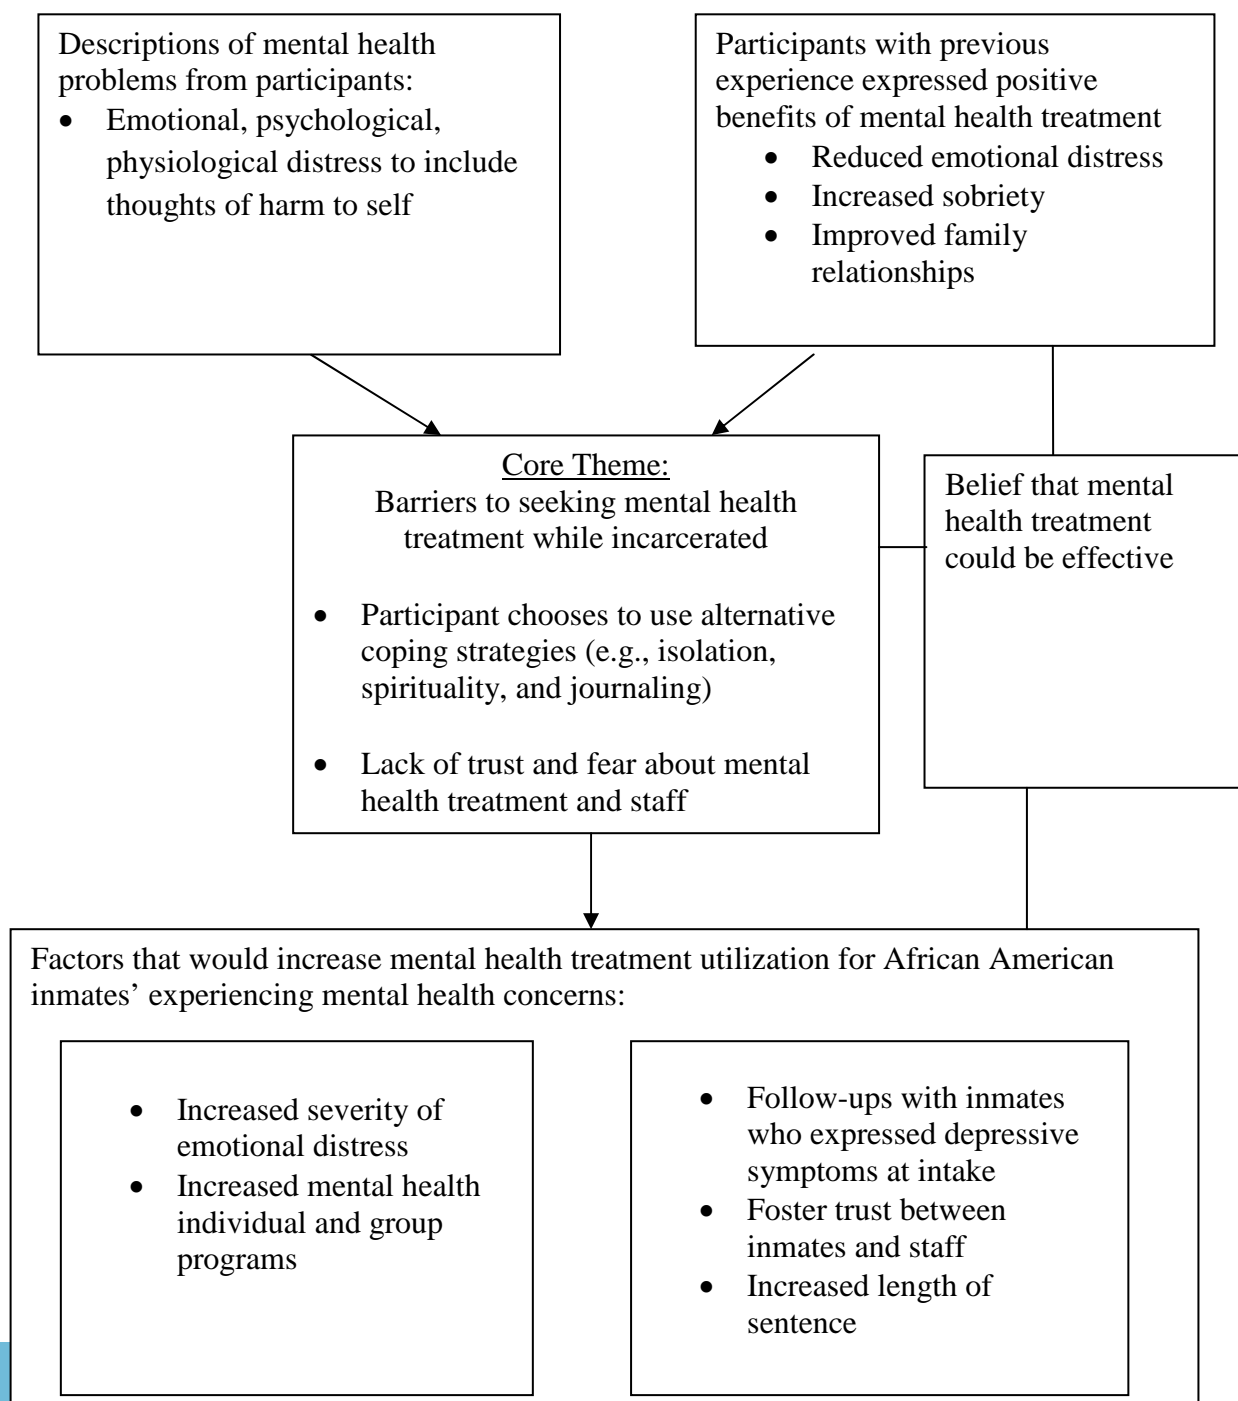 Descriptions of mental health
problems from participants:
• Emotional, psychological,
physiological distress to include
thoughts of harm to self
Participants with previous
experience expressed positive
benefits of mental health treatment
• Reduced emotional distress
• Increased sobriety
• Improved family
relationships
Core Theme:
Barriers to seeking mental health
treatment while incarcerated
• Participant chooses to use alternative
coping strategies (e.g., isolation,
spirituality, and journaling)
• Lack of trust and fear about mental
health treatment and staff
Belief that mental
health treatment
could be effective
Factors that would increase mental health treatment utilization for African American
inmates’ experiencing mental health concerns:
• Increased severity of
emotional distress
• Increased mental health
individual and group
programs
• Follow-ups with inmates
who expressed depressive
symptoms at intake
• Foster trust between
inmates and staff
• Increased length of
sentence